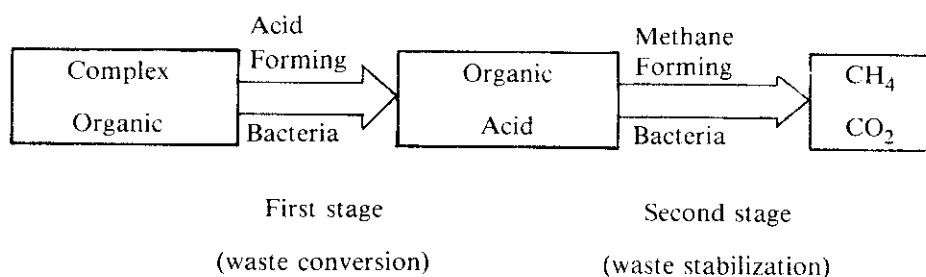 Complex
Organic
Acid
Forming
Bacteria
Organic
Acid
Methane
Forming
Bacteria
CH₄
CO₂
First stage
(waste conversion)
Second stage
(waste stabilization)